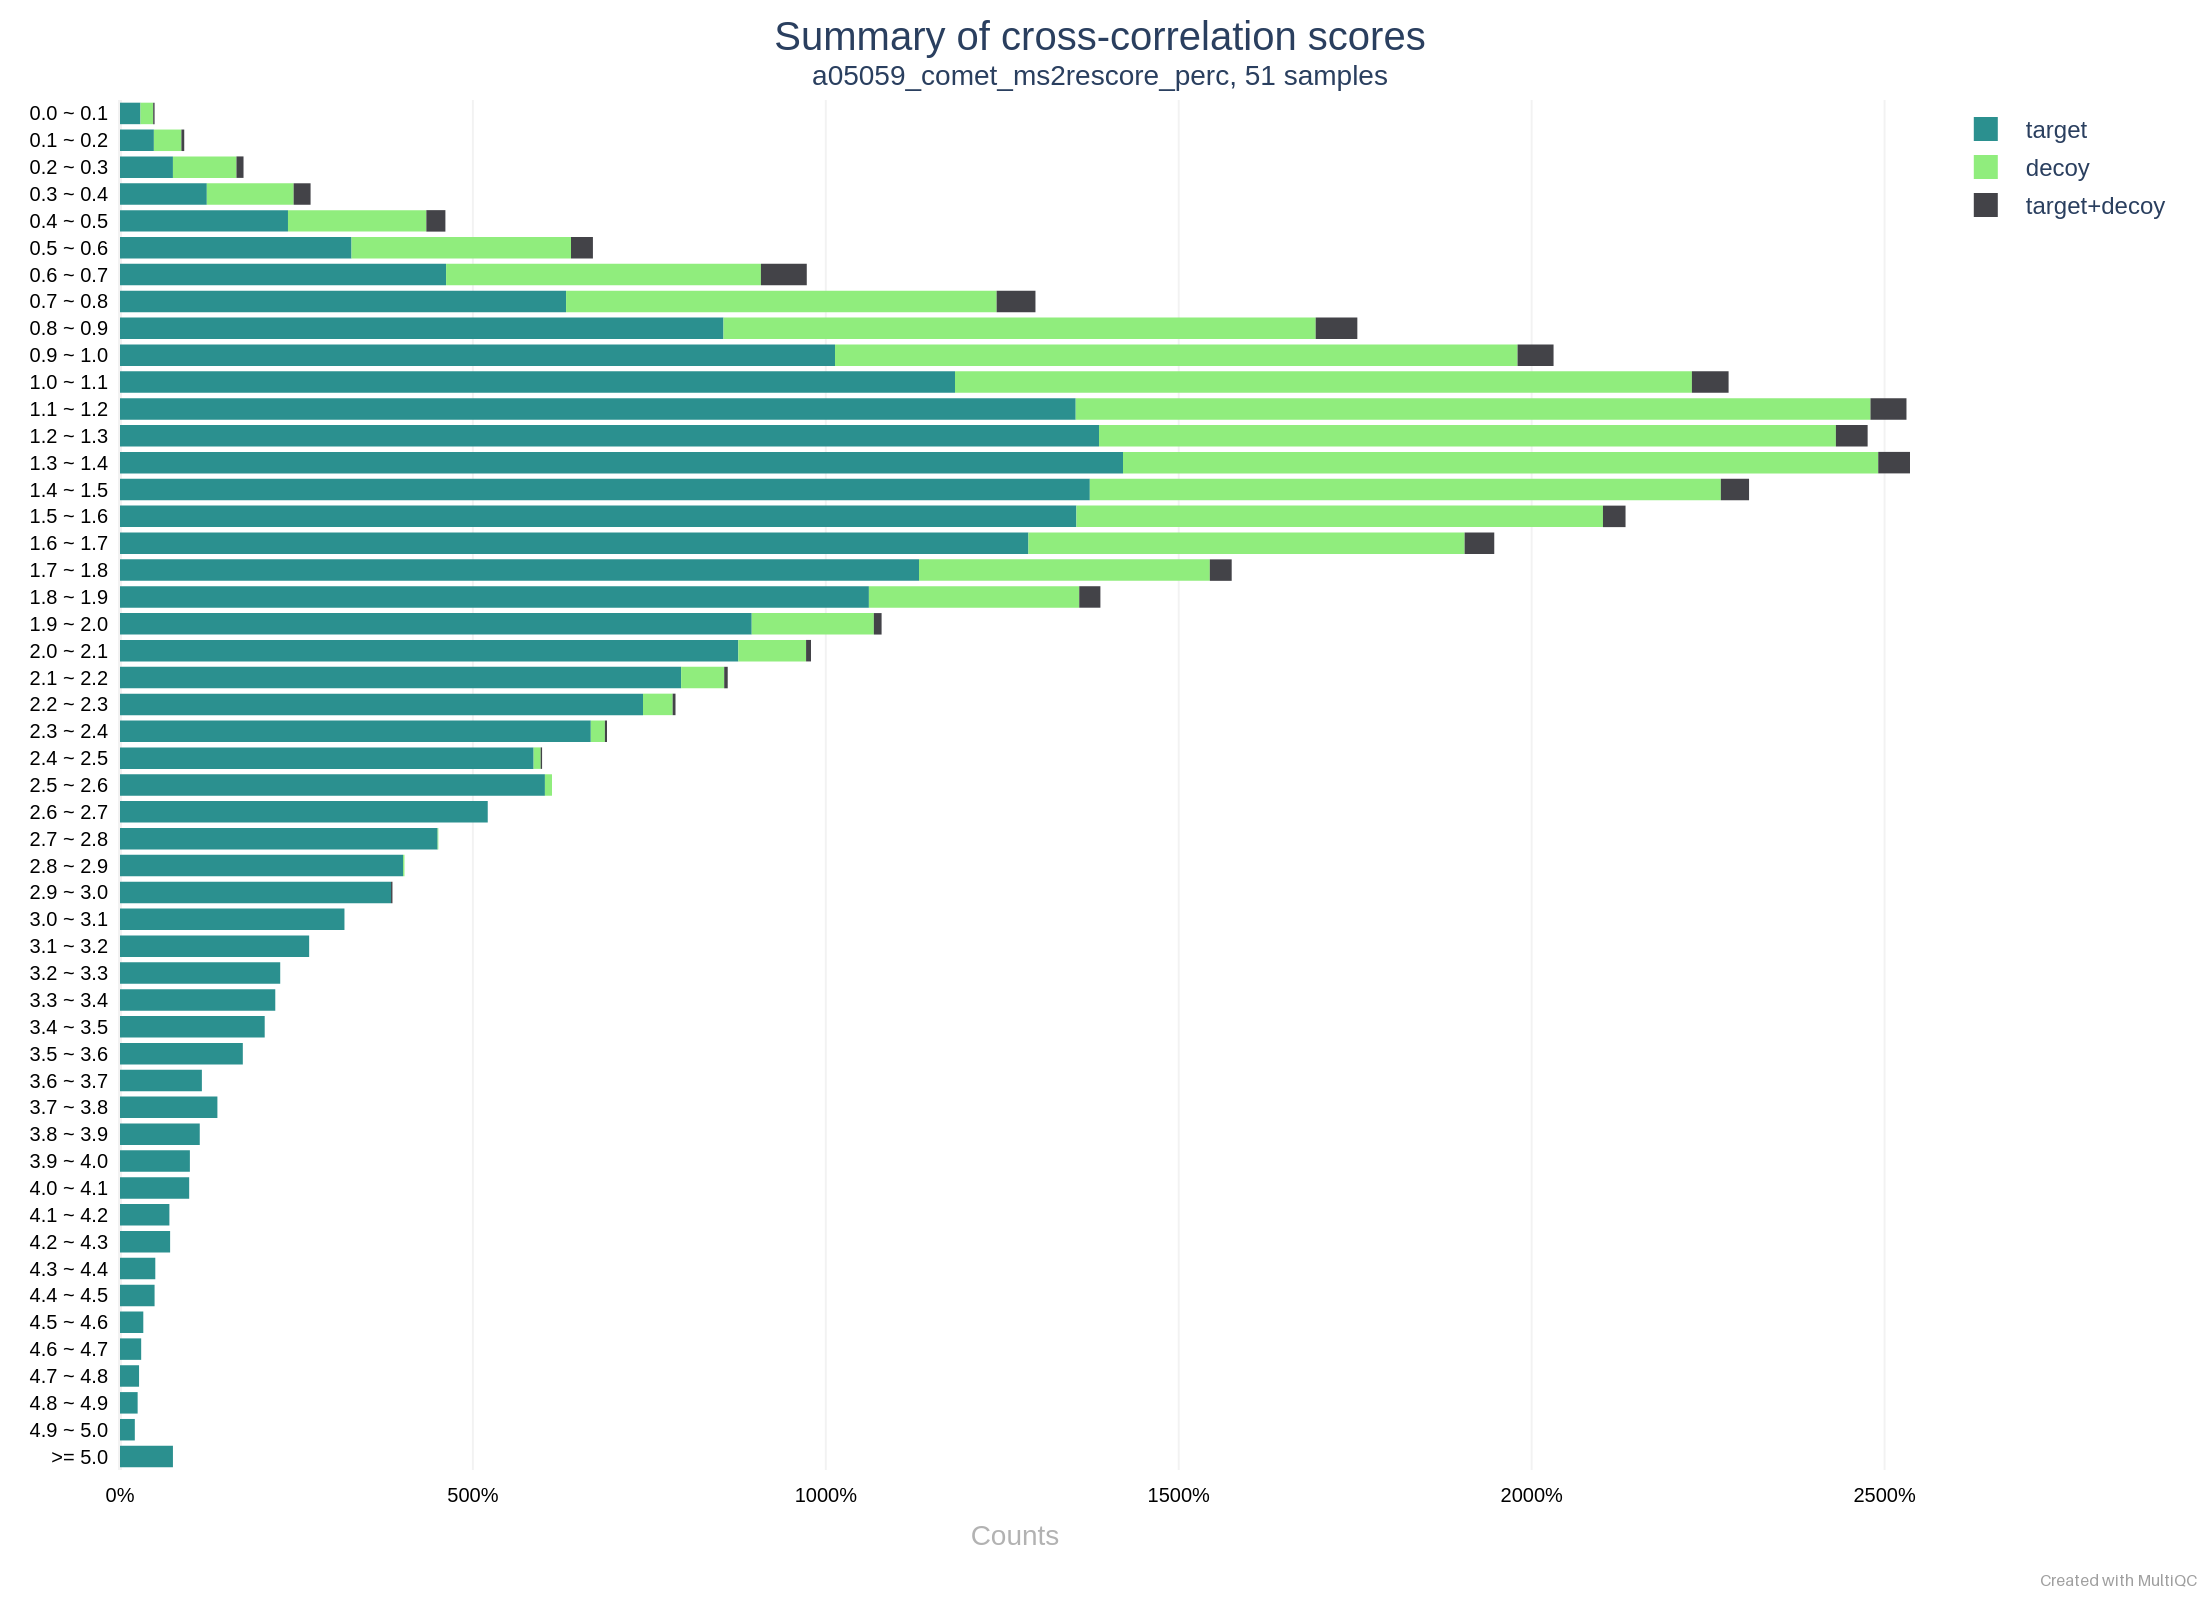 Summary of cross-correlation scores
a05059_comet_ms2rescore_perc, 51 samples
0.0 ~ 0.1
0.1 ~ 0.2
0.2 ~ 0.3
0.3 ~ 0.4
0.4 ~ 0.5
0.5 ~ 0.6
0.6 ~ 0.7
0.7 ~ 0.8
0.8 ~ 0.9
0.9 ~ 1.0
1.0 ~ 1.1
1.1 ~ 1.2
1.2 ~ 1.3
1.3 ~ 1.4
1.4 ~ 1.5
1.5 ~ 1.6
1.6 ~ 1.7
1.7 ~ 1.8
1.8 ~ 1.9
1.9 ~ 2.0
2.0 ~ 2.1
2.1 ~ 2.2
2.2 ~ 2.3
2.3 ~ 2.4
2.4 ~ 2.5
2.5 ~ 2.6
2.6 ~ 2.7
2.7 ~ 2.8
2.8 ~ 2.9
2.9 ~ 3.0
3.0 ~ 3.1
3.1 ~ 3.2
3.2 ~ 3.3
3.3 ~ 3.4
3.4 ~ 3.5
3.5 ~ 3.6
3.6 ~ 3.7
3.7 ~ 3.8
3.8 ~ 3.9
3.9 ~ 4.0
4.0 ~ 4.1
4.1 ~ 4.2
4.2 ~ 4.3
4.3 ~ 4.4
4.4 ~ 4.5
4.5 ~ 4.6
4.6 ~ 4.7
4.7 ~ 4.8
4.8 ~ 4.9
4.9 ~ 5.0
>= 5.0
0% 500% 1000% 1500% 2000% 2500%
Counts
target
decoy
target+decoy
Created with MultiQC